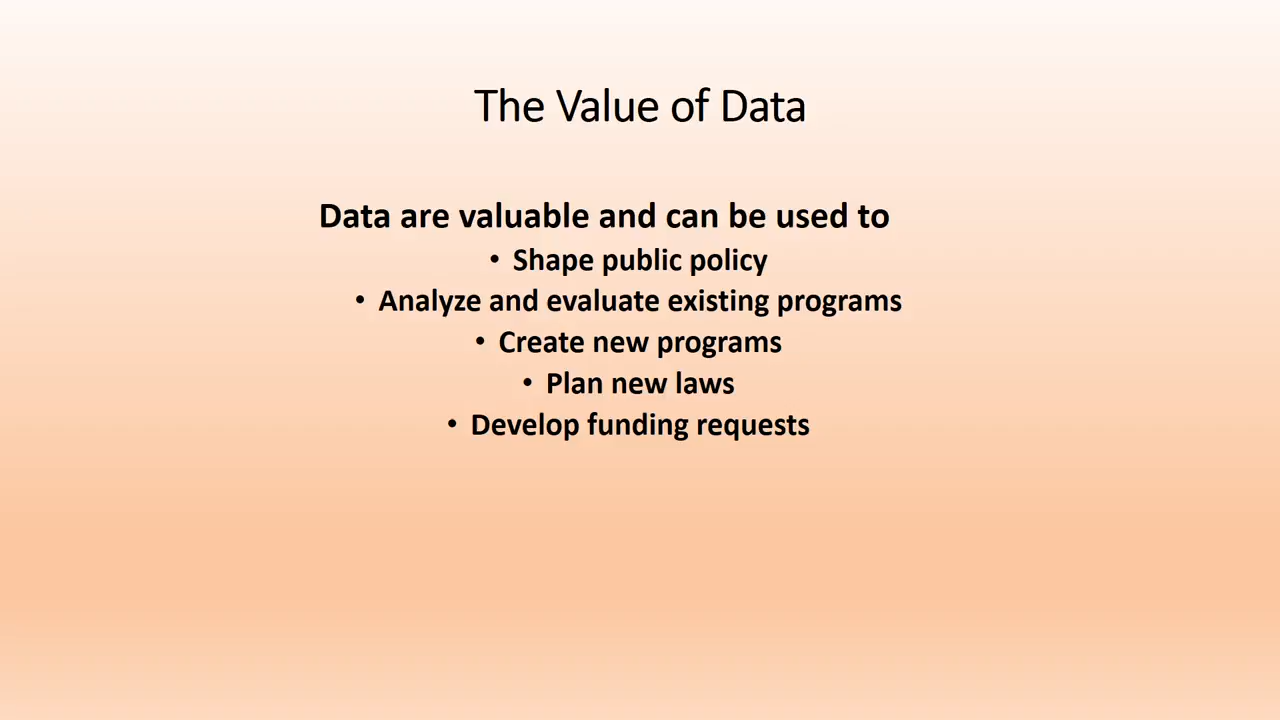 The Value of Data
Data are valuable and can be used to
• Shape public policy
• Analyze and evaluate existing programs
• Create new programs
• Plan new laws
• Develop funding requests